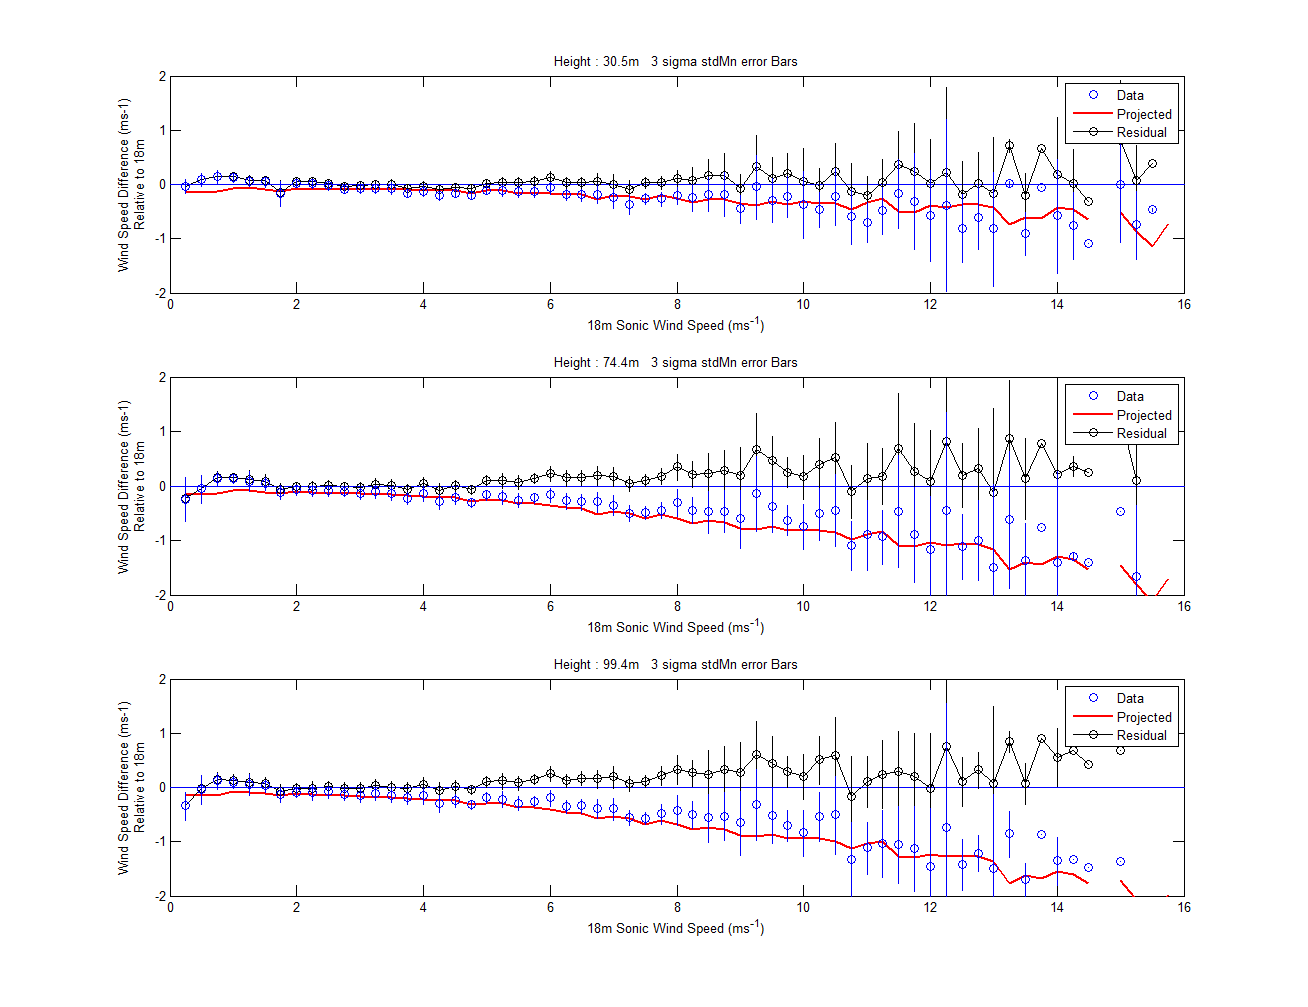 Height : 30.5m   3 sigma stdMn error Bars
Wind Speed Difference (ms-1)
Relative to 18m
2
1
0
-1
-2
Data
Projected
Residual
0 2 4 6 8 10 12 14 16
18m Sonic Wind Speed (ms-1)
Height : 74.4m   3 sigma stdMn error Bars
Wind Speed Difference (ms-1)
Relative to 18m
2
1
0
-1
-2
Data
Projected
Residual
0 2 4 6 8 10 12 14 16
18m Sonic Wind Speed (ms-1)
Height : 99.4m   3 sigma stdMn error Bars
Wind Speed Difference (ms-1)
Relative to 18m
2
1
0
-1
-2
Data
Projected
Residual
0 2 4 6 8 10 12 14 16
18m Sonic Wind Speed (ms-1)